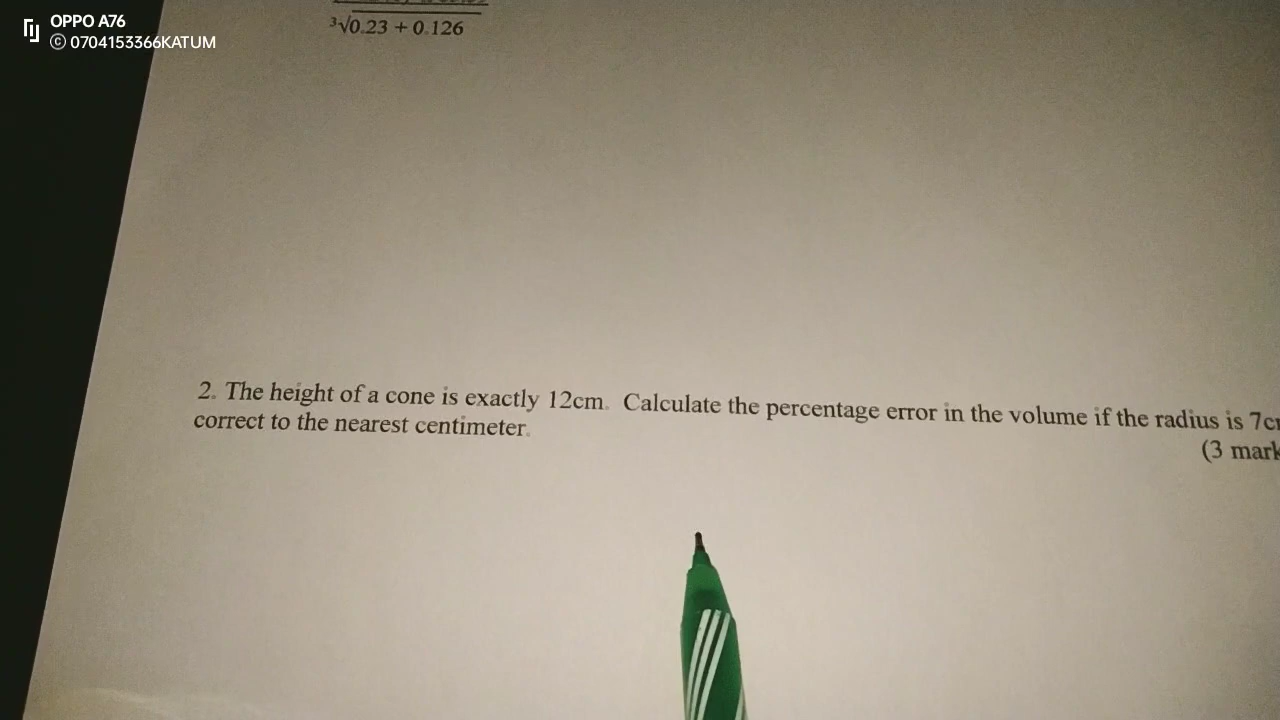 OPPO A76
© 0704153366KATUM
³√0.23 + 0.126
2. The height of a cone is exactly 12cm. Calculate the percentage error in the volume if the radius is 7c
correct to the nearest centimeter.
(3 mark